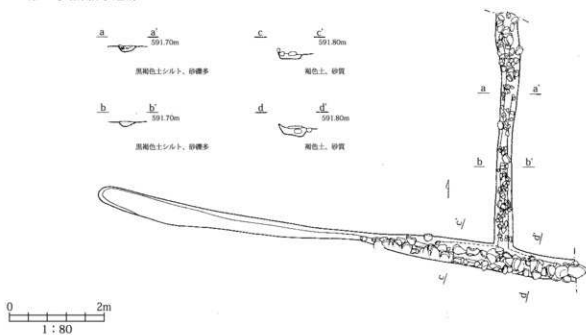 a a'
591.70m
黒褐色土シルト、砂礫多
c c'
591.80m
褐色土、砂質
b b'
591.70m
黒褐色土シルト、砂礫多
d d'
591.80m
褐色土、砂質
a a'
b b'
c' d'
c d
0 2m
1：80